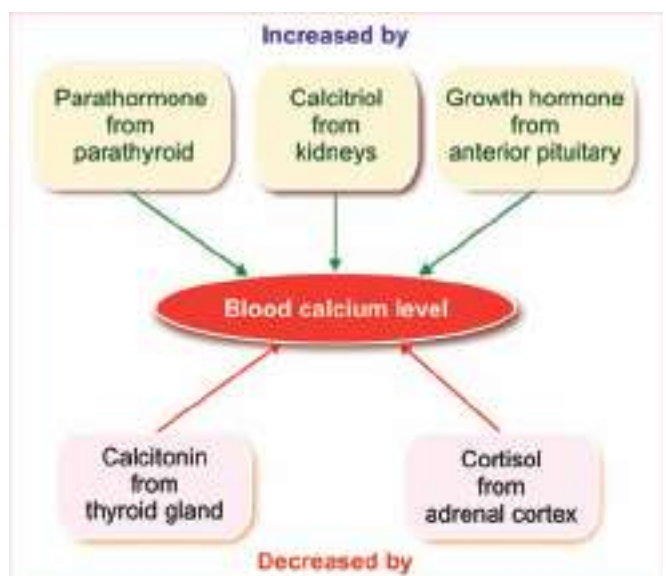 Increased by
Parathormone
from
parathyroid
Calcitriol
from
kidneys
Growth hormone
from
anterior pituitary
Blood calcium level
Calcitonin
from
thyroid gland
Cortisol
from
adrenal cortex
Decreased by